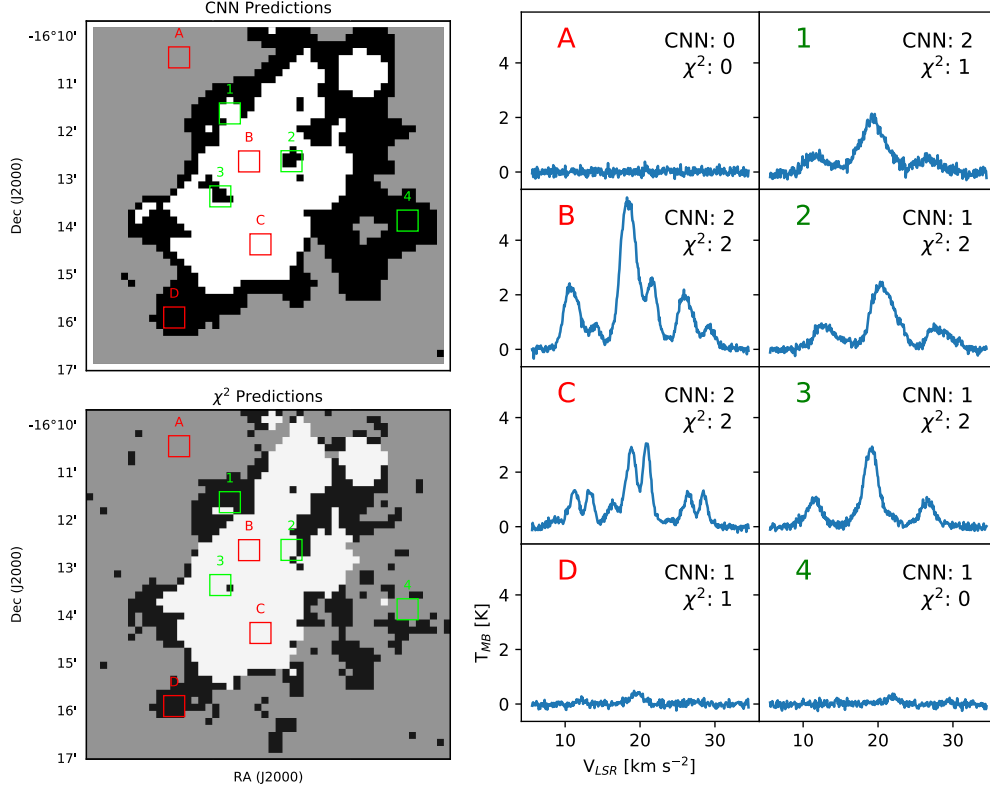 CNN Predictions
-16°10'
11'
12'
13'
14'
15'
16'
17'
Dec (J2000)
A
1
B
2
3
C
4
D
χ² Predictions
-16°10'
11'
12'
13'
14'
15'
16'
17'
Dec (J2000)
A
1
B
2
3
C
4
D
RA (J2000)
A
CNN: 0
χ²: 0
1
CNN: 2
χ²: 1
4
2
0
B
CNN: 2
χ²: 2
2
CNN: 1
χ²: 2
4
2
0
C
CNN: 2
χ²: 2
3
CNN: 1
χ²: 2
4
2
0
D
CNN: 1
χ²: 1
4
CNN: 1
χ²: 0
4
2
0
T_MB [K]
10 20 30
10 20 30
V_LSR [km s⁻²]